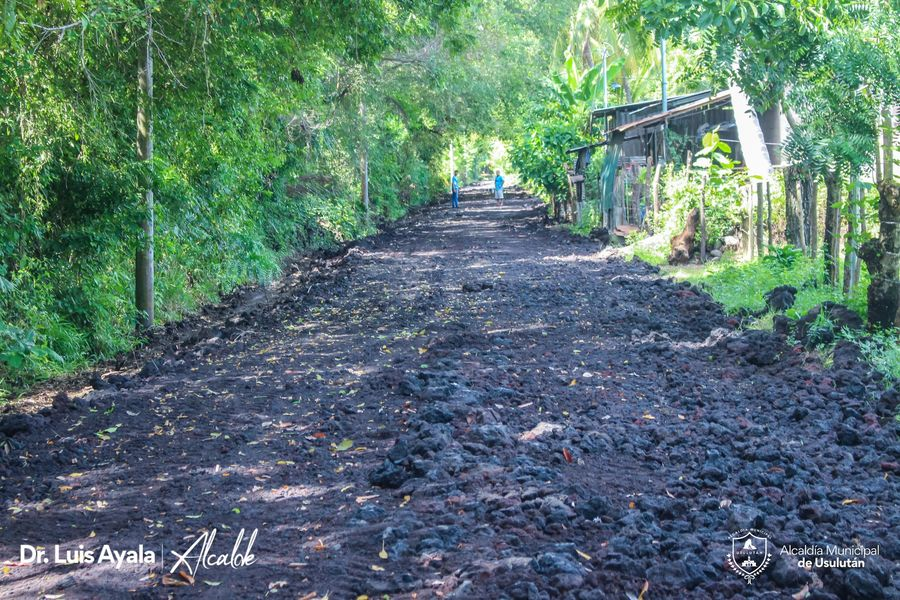 Dr. Luis Ayala | Alcalde
Alcaldía Municipal
de Usulután